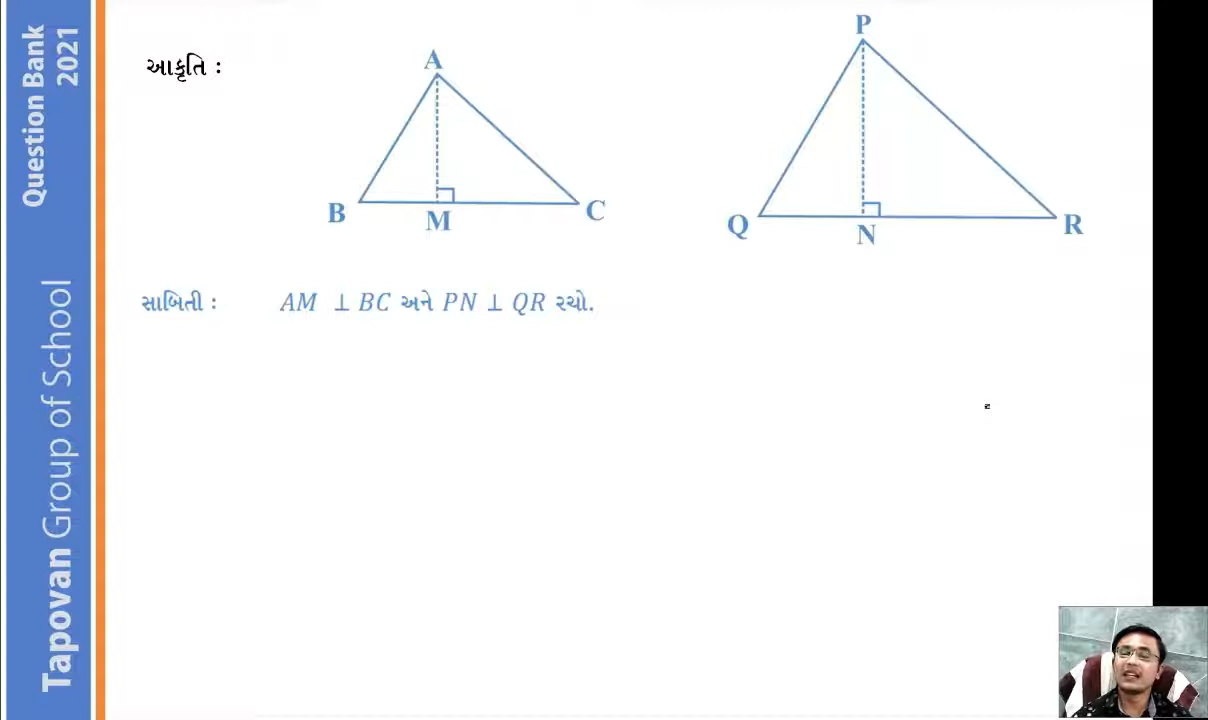 Question Bank
2021
Tapovan Group of School
આકૃતિ :
A
B
M
C
P
Q
N
R
સાબિતી : AM ⊥ BC અને PN ⊥ QR રચો.